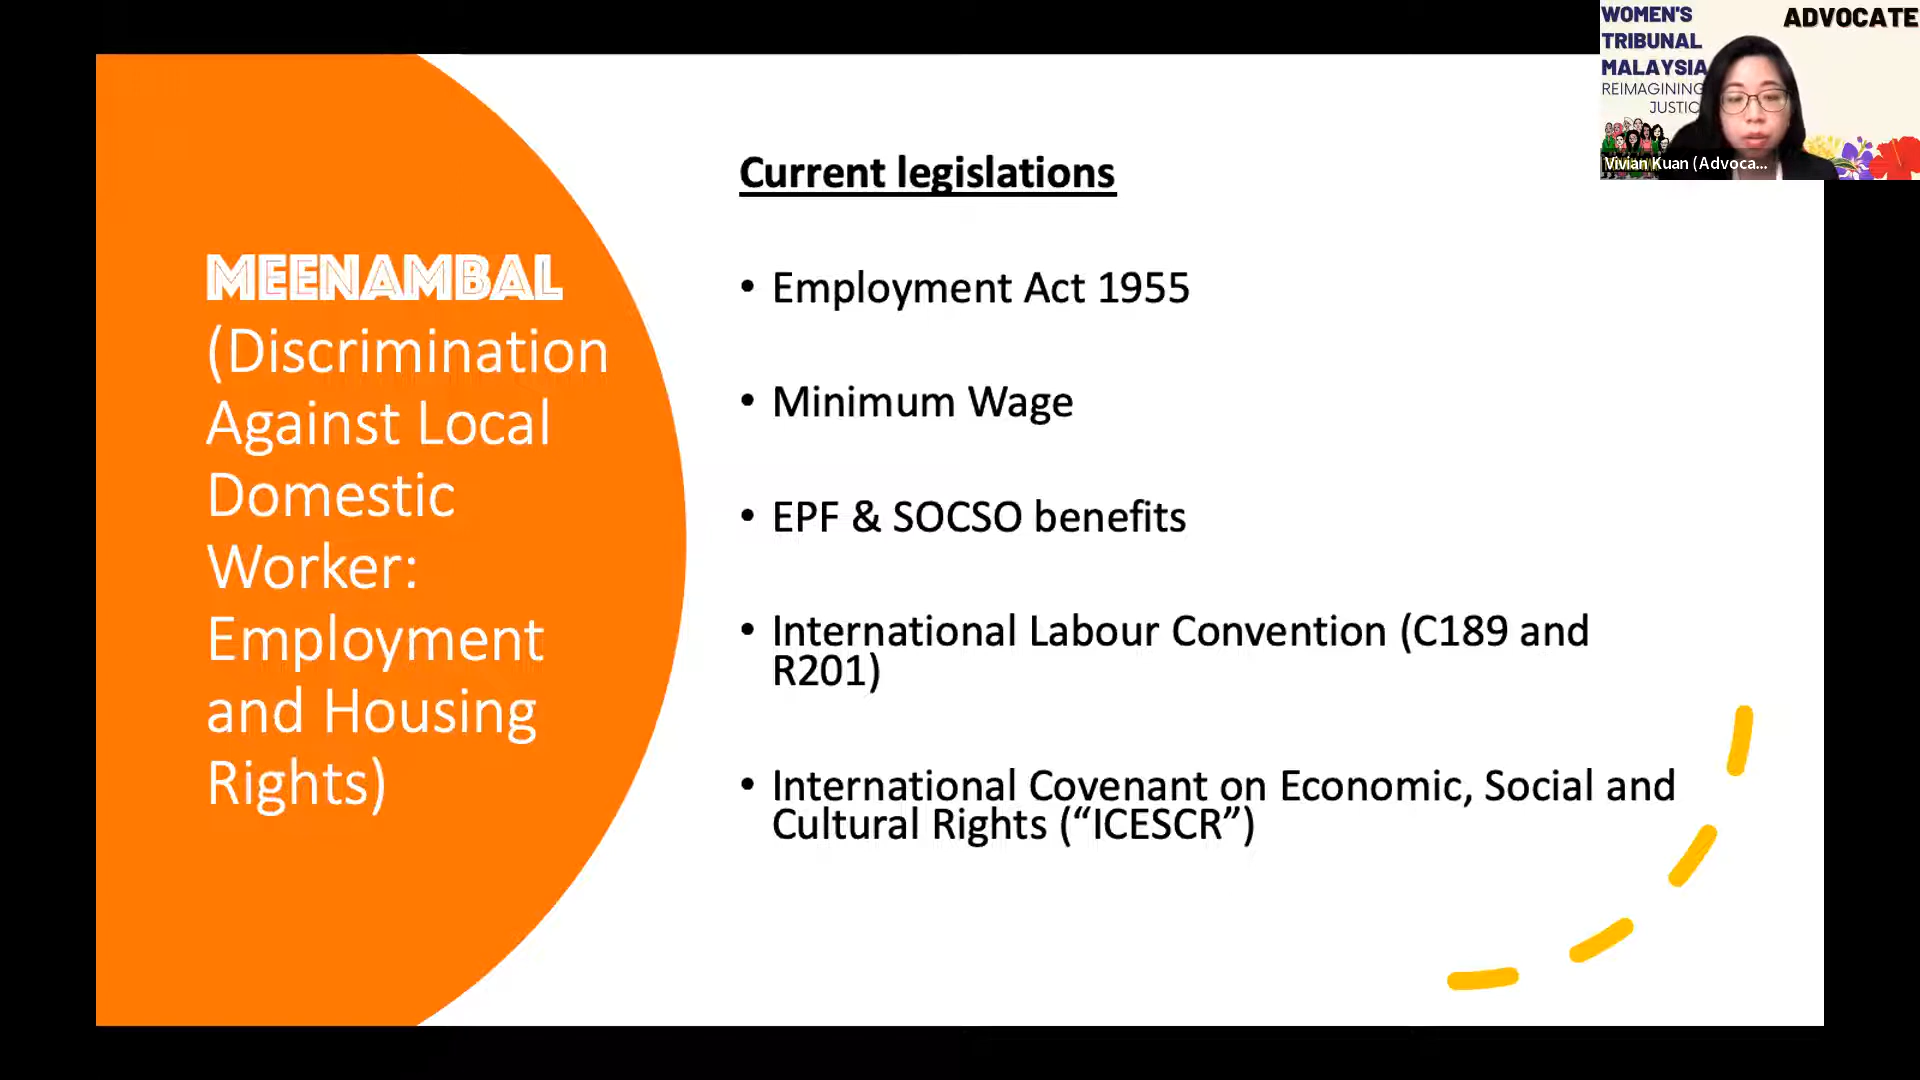 MEENAMBAL
(Discrimination
Against Local
Domestic
Worker:
Employment
and Housing
Rights)
Current legislations
• Employment Act 1955
• Minimum Wage
• EPF & SOCSO benefits
• International Labour Convention (C189 and
R201)
• International Covenant on Economic, Social and
Cultural Rights (“ICESCR”)
WOMEN'S
TRIBUNAL
MALAYSIA
REIMAGINING
JUSTIC
ADVOCATE
Vivian Kuan (Advoca...